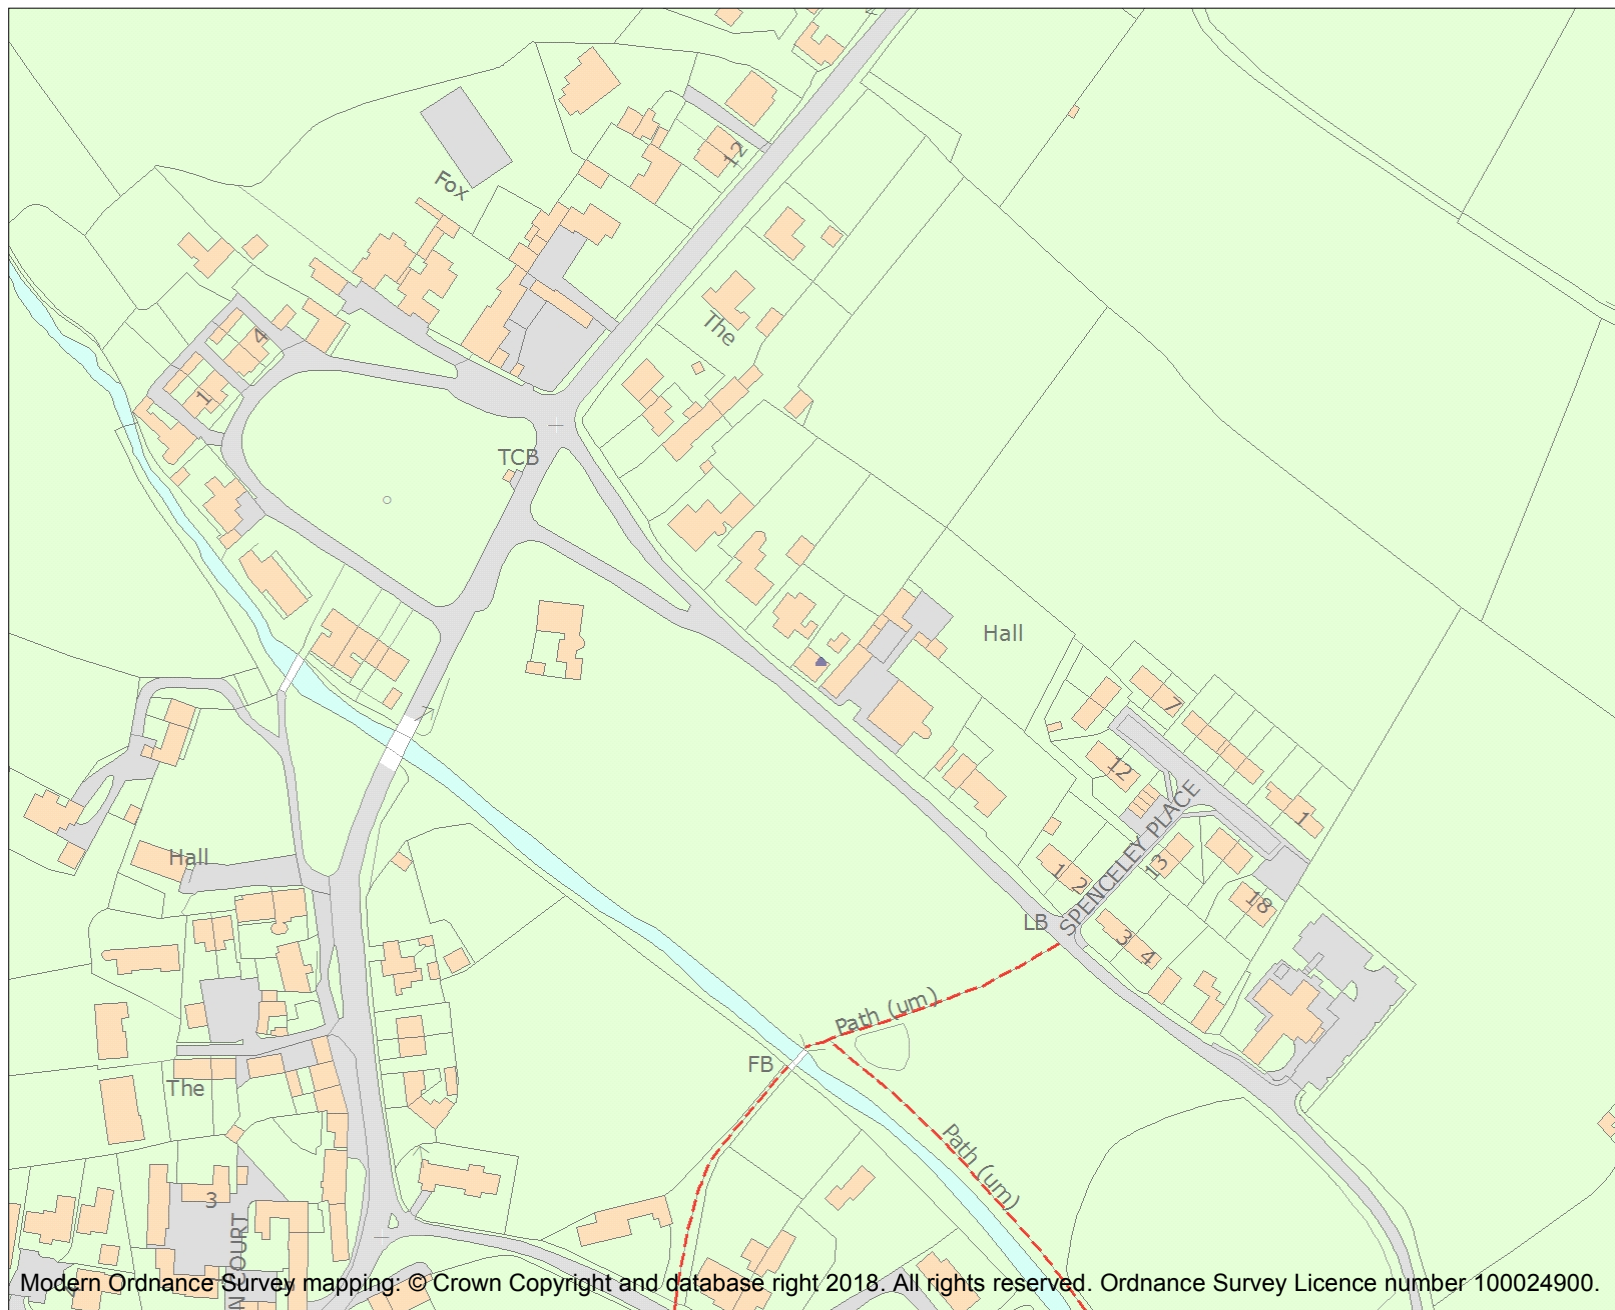 Fox
12
The
4
1
TCB
Hall
7
12
SPENCELEY PLACE
1
13
1
2
18
LB
3
4
Hall
Path (um)
FB
The
Path (um)
3
N COURT
Modern Ordnance Survey mapping: © Crown Copyright and database right 2018. All rights reserved. Ordnance Survey Licence number 100024900.